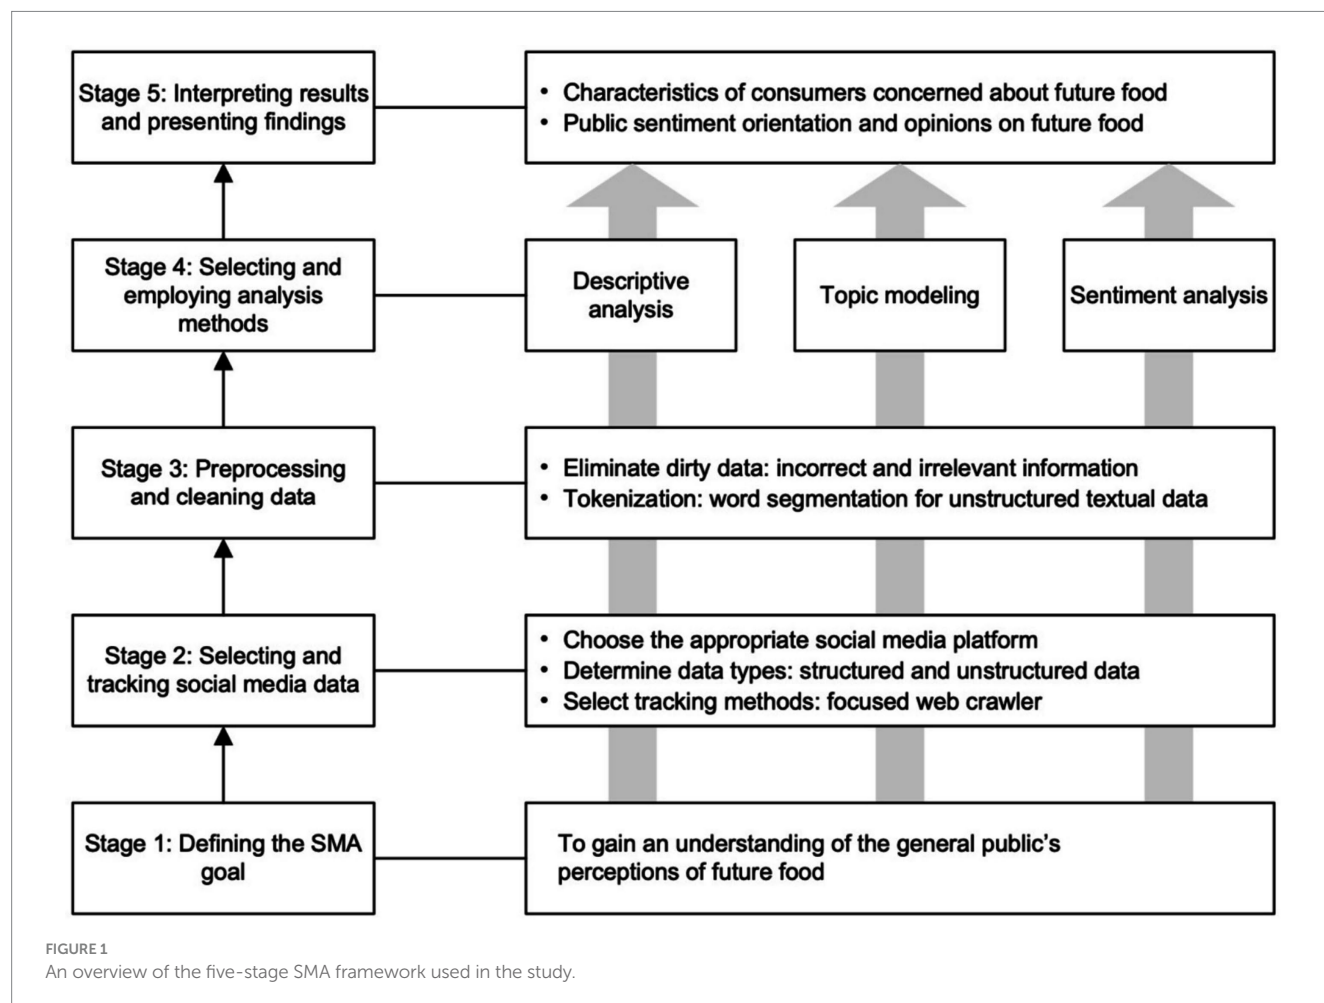 Stage 5: Interpreting results
and presenting findings
• Characteristics of consumers concerned about future food
• Public sentiment orientation and opinions on future food
Stage 4: Selecting and
employing analysis
methods
Descriptive
analysis
Topic modeling
Sentiment analysis
Stage 3: Preprocessing
and cleaning data
• Eliminate dirty data: incorrect and irrelevant information
• Tokenization: word segmentation for unstructured textual data
Stage 2: Selecting and
tracking social media data
• Choose the appropriate social media platform
• Determine data types: structured and unstructured data
• Select tracking methods: focused web crawler
Stage 1: Defining the SMA
goal
To gain an understanding of the general public's
perceptions of future food
FIGURE 1
An overview of the five-stage SMA framework used in the study.